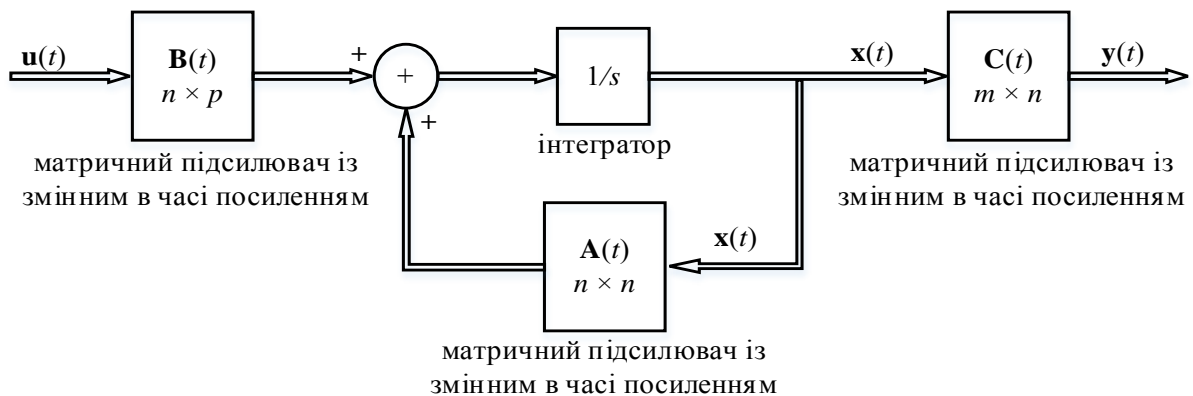 u(t)
B(t)
n × p
+
+
+
1/s
інтегратор
x(t)
C(t)
m × n
y(t)
матричний підсилювач із
змінним в часі посиленням
матричний підсилювач із
змінним в часі посиленням
A(t)
n × n
x(t)
матричний підсилювач із
змінним в часі посиленням